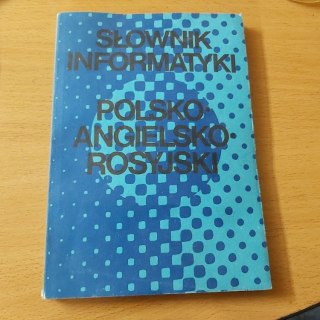 SŁOWNIK
INFORMATYKI
POLSKO-
ANGIELSKO-
ROSYJSKI